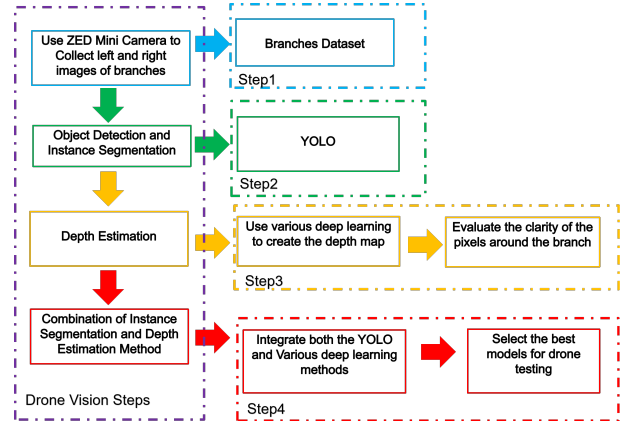 Use ZED Mini Camera to
Collect left and right
images of branches
Branches Dataset
Step1
Object Detection and
Instance Segmentation
YOLO
Step2
Depth Estimation
Use various deep learning
to create the depth map
Evaluate the clarity of the
pixels around the branch
Step3
Combination of Instance
Segmentation and Depth
Estimation Method
Integrate both the YOLO
and Various deep learning
methods
Select the best
models for drone
testing
Step4
Drone Vision Steps